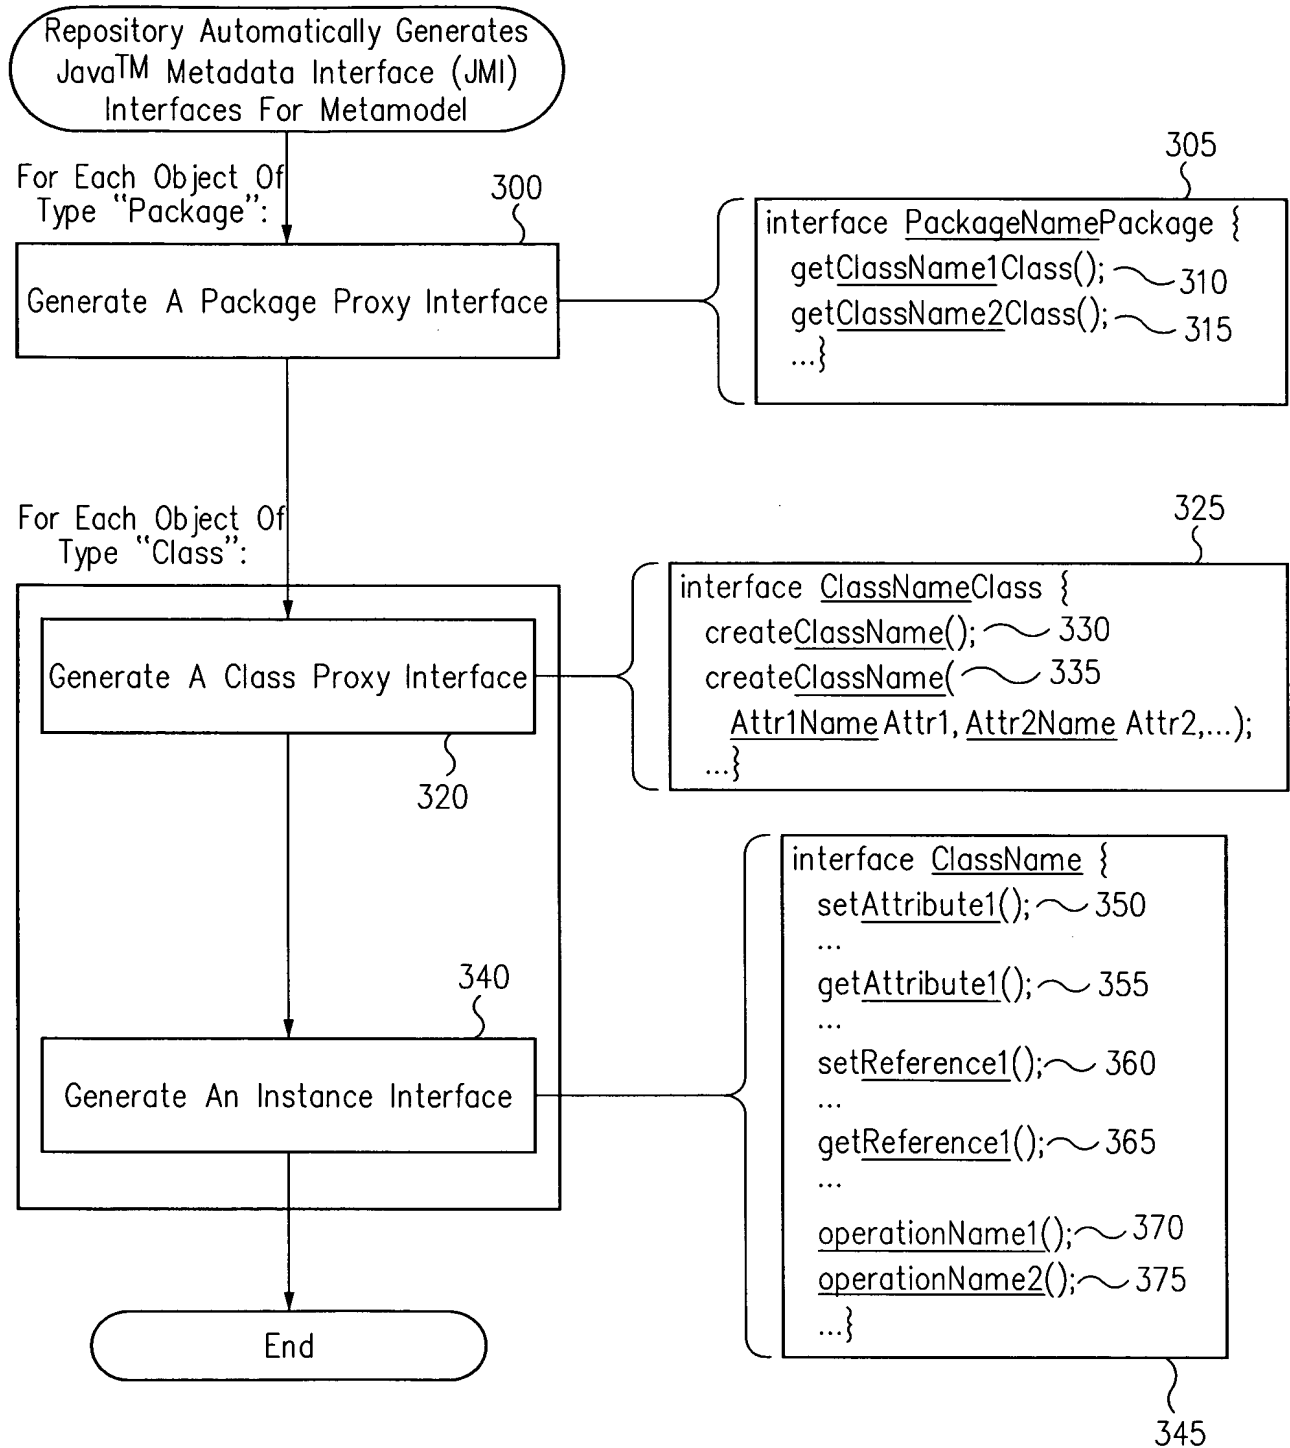 Repository Automatically Generates
Java™ Metadata Interface (JMI)
Interfaces For Metamodel
For Each Object Of
Type "Package":
300
Generate A Package Proxy Interface
305
interface PackageNamePackage {
getClassName1Class(); 310
getClassName2Class(); 315
...}
For Each Object Of
Type "Class":
Generate A Class Proxy Interface
320
325
interface ClassNameClass {
createClassName(); 330
createClassName( 335
Attr1Name Attr1, Attr2Name Attr2,...);
...}
340
Generate An Instance Interface
interface ClassName {
setAttribute1(); 350
...
getAttribute1(); 355
...
setReference1(); 360
...
getReference1(); 365
...
operationName1(); 370
operationName2(); 375
...}
345
End